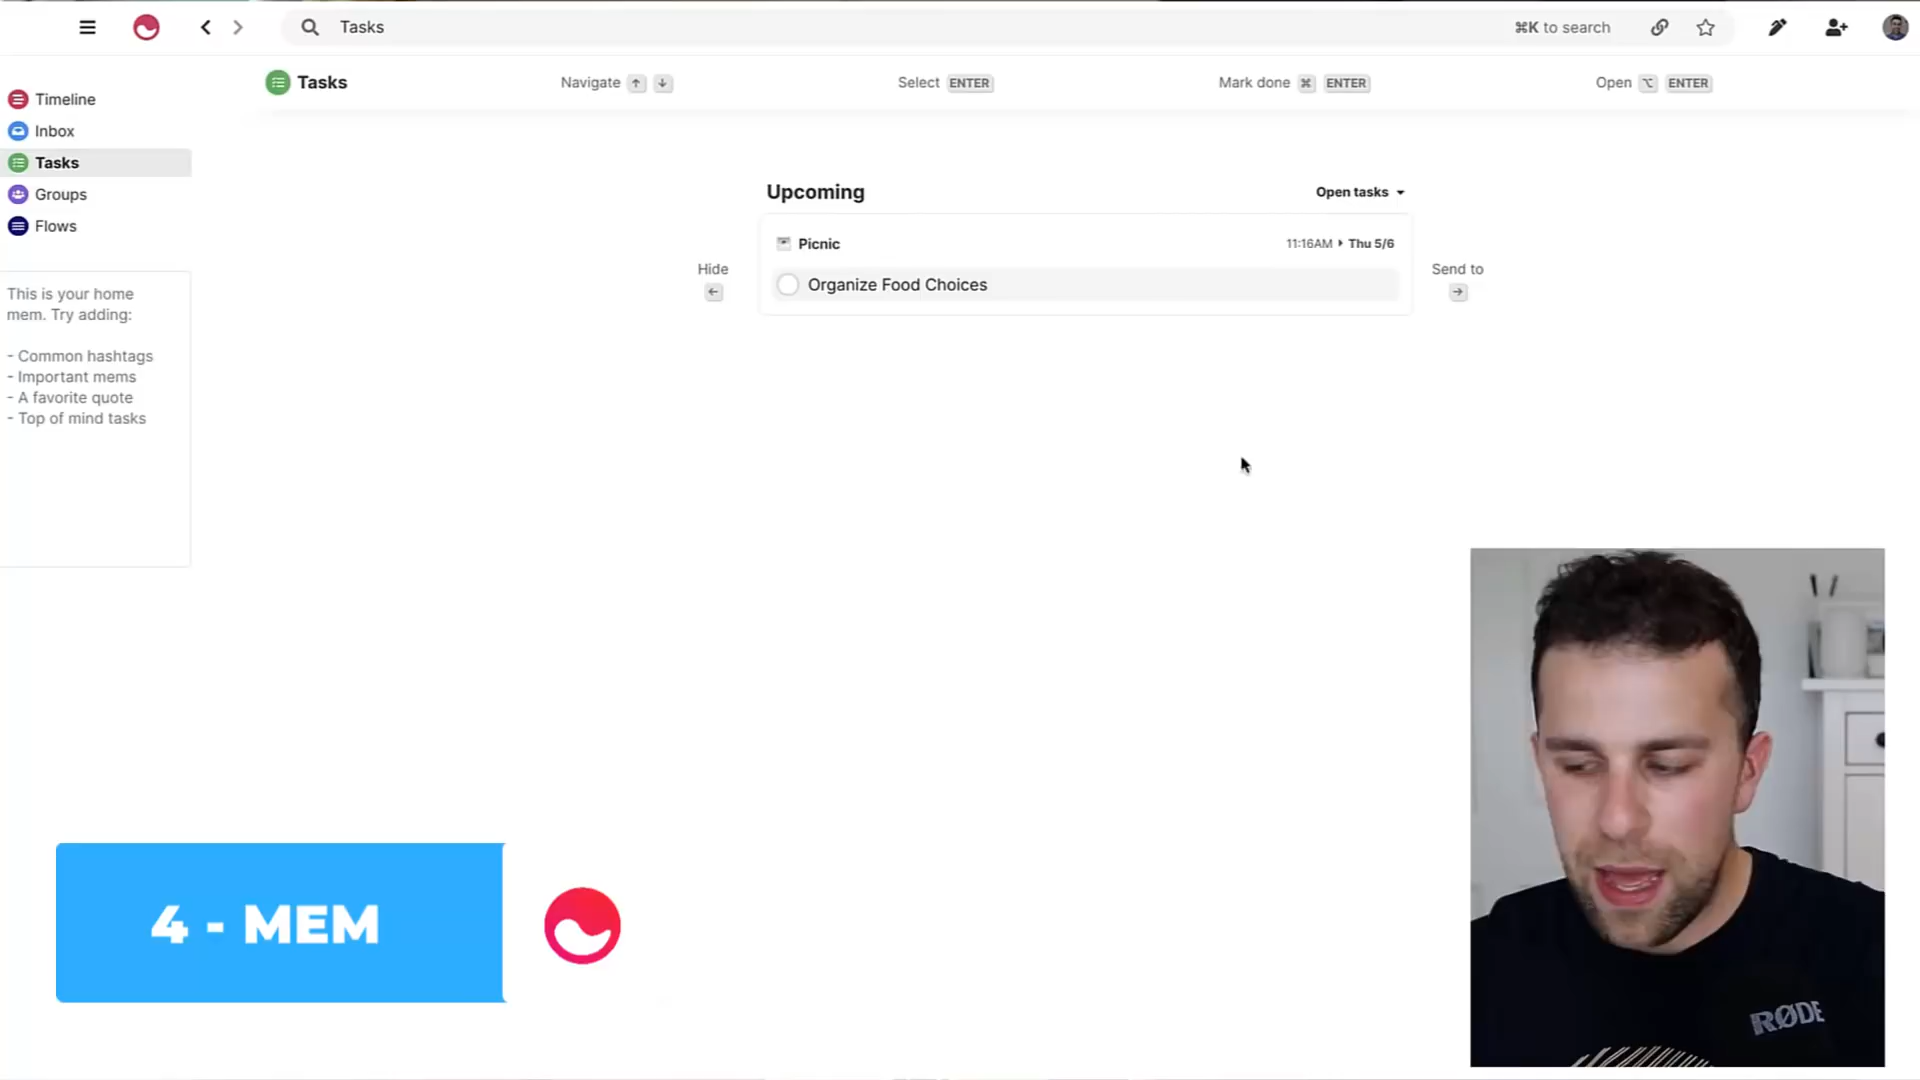 Tasks
⌘K to search
Timeline
Inbox
Tasks
Groups
Flows
This is your home
mem. Try adding:
- Common hashtags
- Important mems
- A favorite quote
- Top of mind tasks
Tasks
Navigate ↑ ↓
Select ENTER
Mark done ⌘ ENTER
Open ⌥ ENTER
Upcoming
Open tasks
Picnic
11:16AM
Thu 5/6
Hide
←
Organize Food Choices
Send to
→
4 - MEM
RØDE